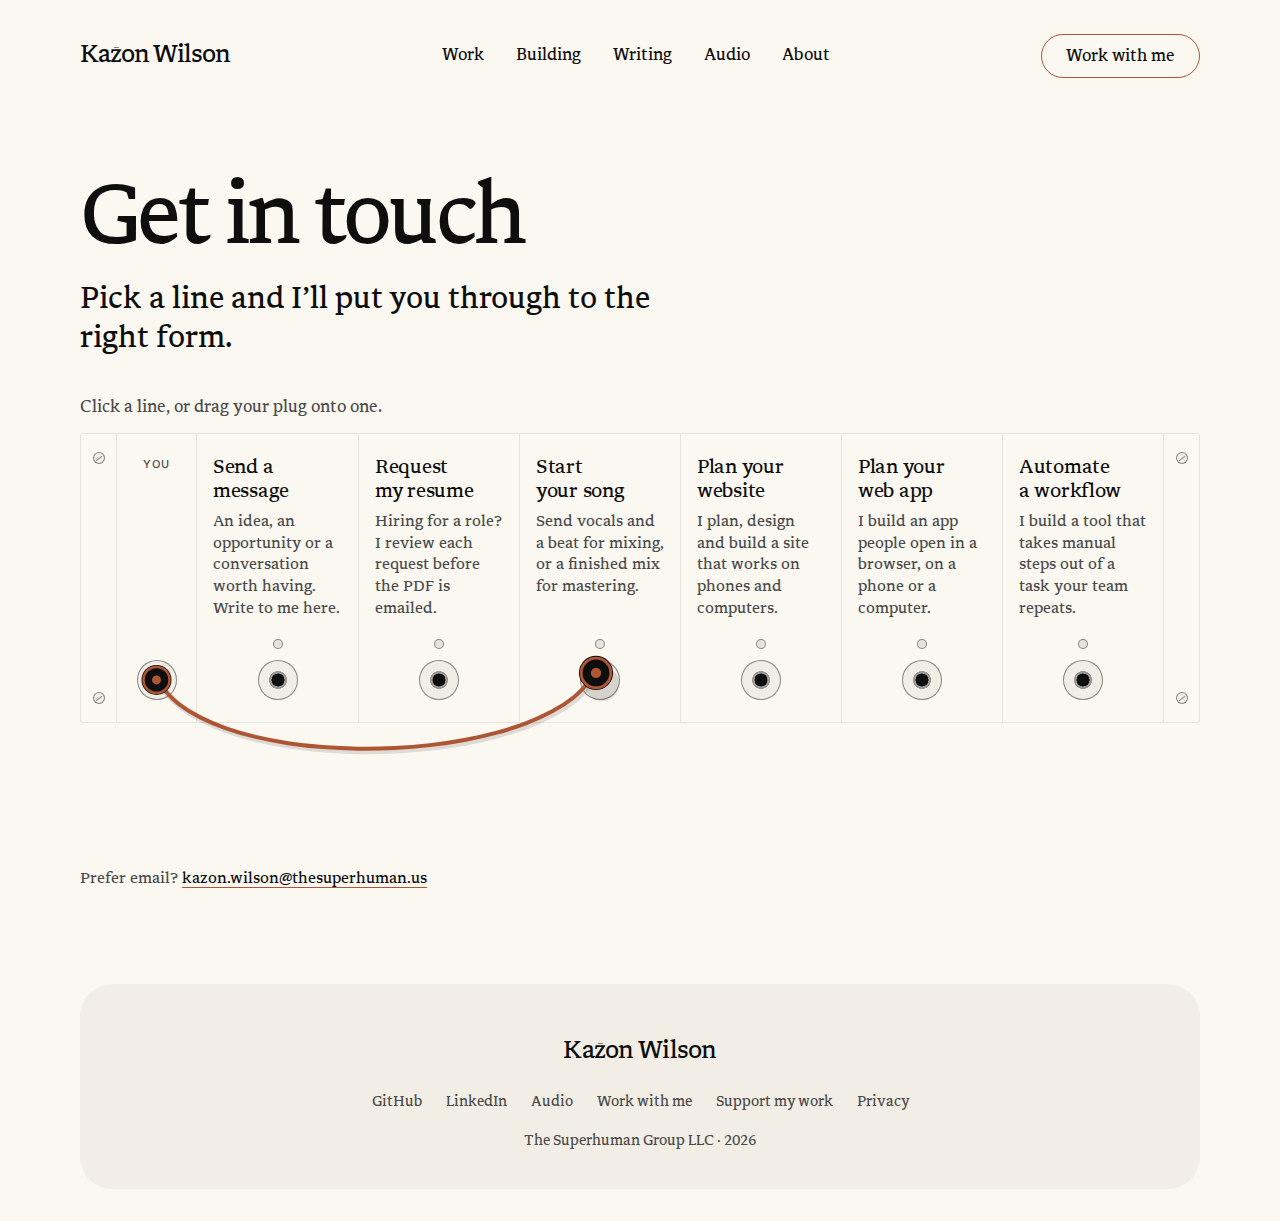 Kazon Wilson
Work Building Writing Audio About
Work with me
Get in touch
Pick a line and I’ll put you through to the
right form.
Click a line, or drag your plug onto one.
YOU
Send a
message
An idea, an
opportunity or a
conversation
worth having.
Write to me here.
Request
my resume
Hiring for a role?
I review each
request before
the PDF is
emailed.
Start
your song
Send vocals and
a beat for mixing,
or a finished mix
for mastering.
Plan your
website
I plan, design
and build a site
that works on
phones and
computers.
Plan your
web app
I build an app
people open in a
browser, on a
phone or a
computer.
Automate
a workflow
I build a tool that
takes manual
steps out of a
task your team
repeats.
Prefer email? kazon.wilson@thesuperhuman.us
Kazon Wilson
GitHub LinkedIn Audio Work with me Support my work Privacy
The Superhuman Group LLC · 2026